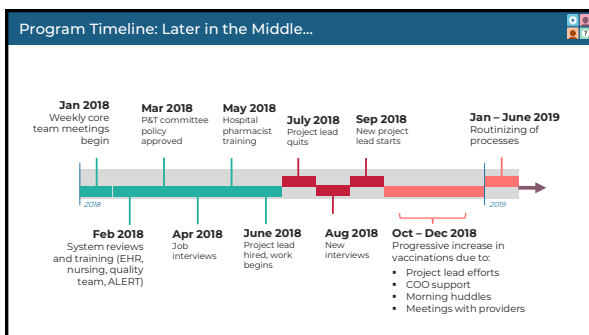 Program Timeline: Later in the Middle...
Jan 2018
Weekly core
team meetings
begin
Mar 2018
P&T committee
policy
approved
May 2018
Hospital
pharmacist
training
July 2018
Project lead
quits
Sep 2018
New project
lead starts
Jan – June 2019
Routinizing of
processes
2018
2019
Feb 2018
System reviews
and training (EHR,
nursing, quality
team, ALERT)
Apr 2018
Job
interviews
June 2018
Project lead
hired, work
begins
Aug 2018
New
interviews
Oct – Dec 2018
Progressive increase in
vaccinations due to:
▪ Project lead efforts
▪ COO support
▪ Morning huddles
▪ Meetings with providers